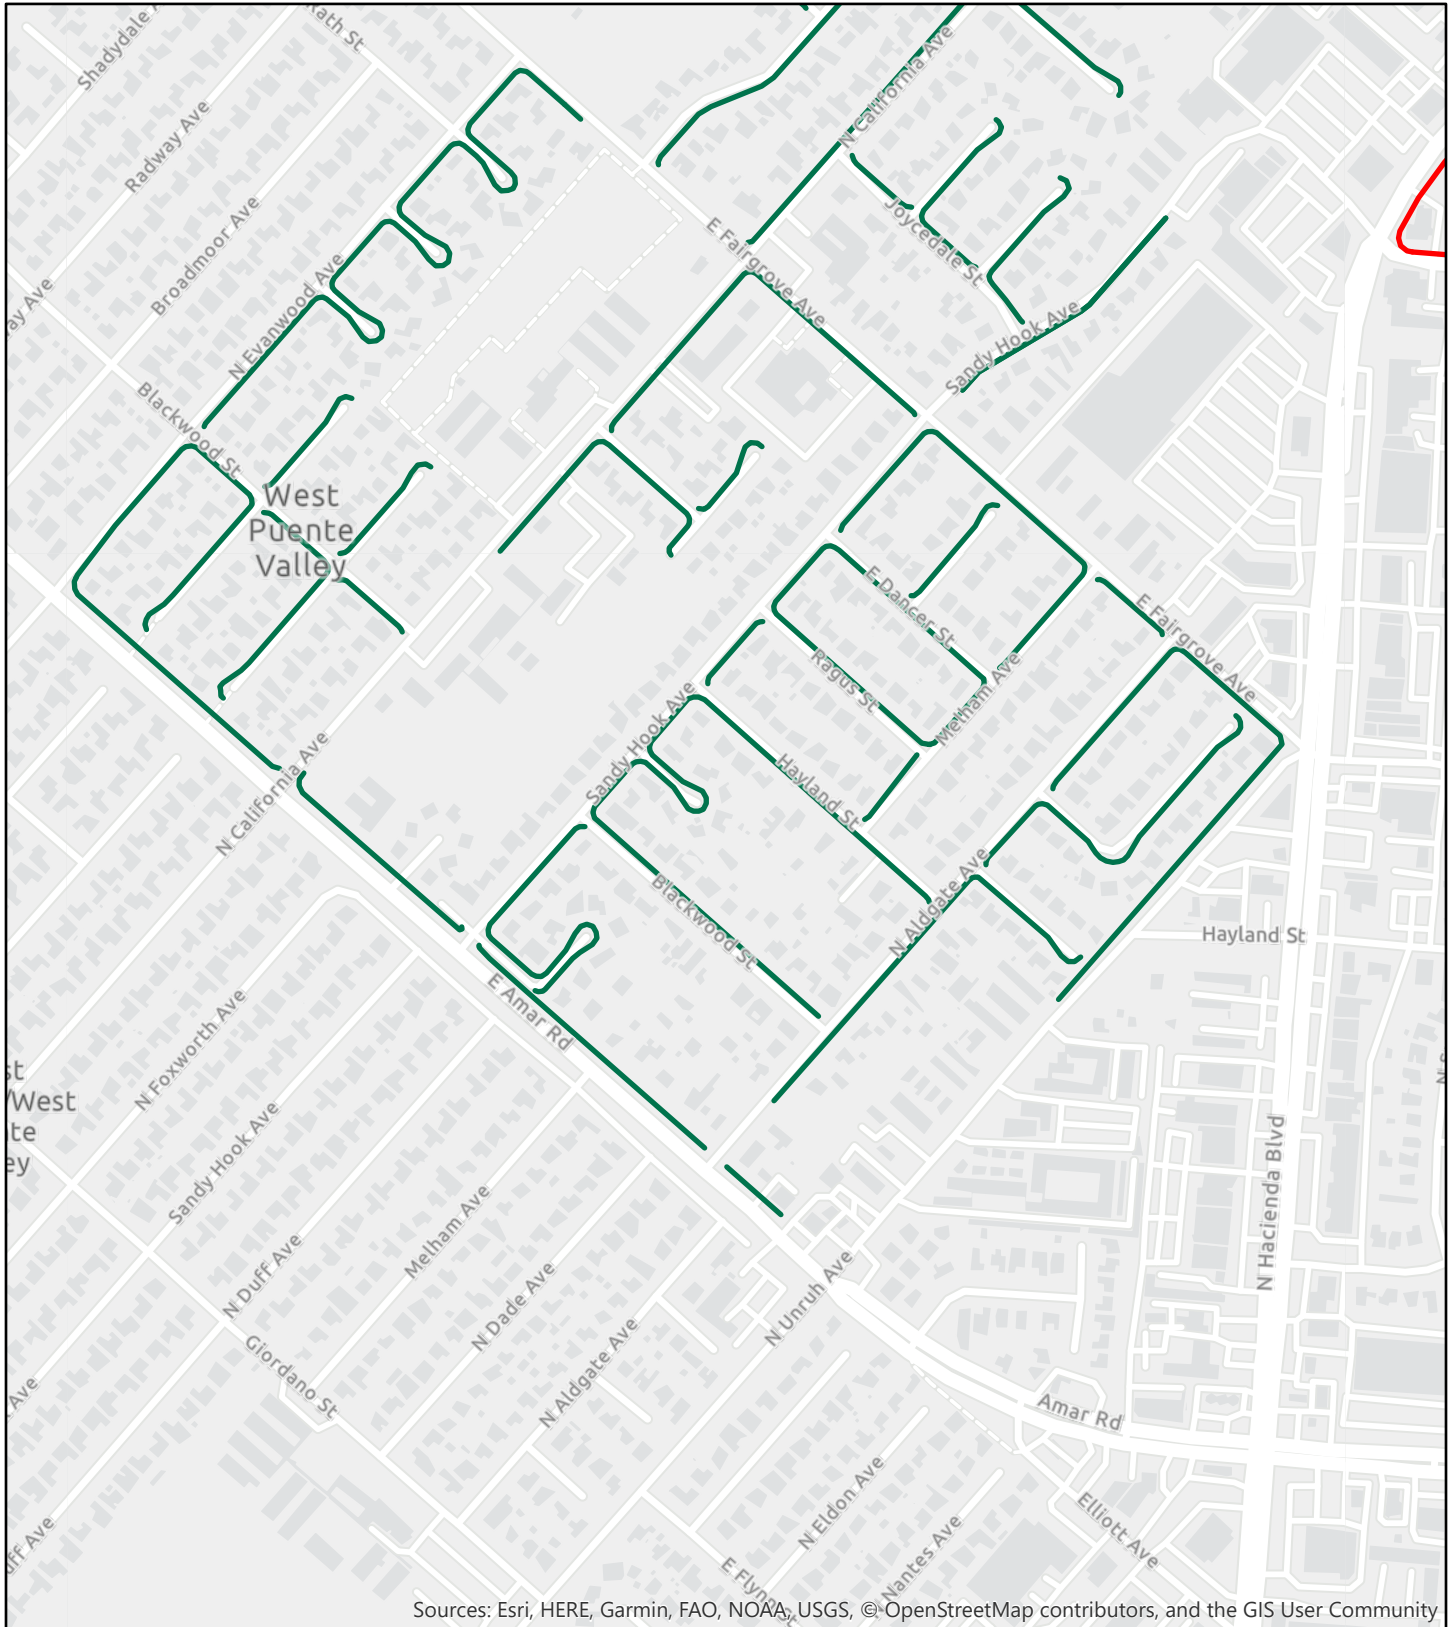 Rath St
Shadydale A
Radway Ave
N California Ave
Broadmoor Ave
Joycedale St
E Fairgrove Ave
ay Ave
N Evanwood Ave
Sandy Hook Ave
Blackwood St
West
Puente
Valley
E Dancer St
E Fairgrove Ave
Ragus St
Melham Ave
Sandy Hook Ave
N California Ave
Hayland St
Blackwood St
N Aldgate Ave
Hayland St
E Amar Rd
N Foxworth Ave
st
/West
te
ey
N S
Sandy Hook Ave
Melham Ave
N Duff Ave
N Dade Ave
N Hacienda Blvd
N Unruh Ave
Giordano St
N Aldgate Ave
Ave
Amar Rd
N Eldon Ave
Elliott Ave
uff Ave
Nantes Ave
E Flynn St
Sources: Esri, HERE, Garmin, FAO, NOAA, USGS, © OpenStreetMap contributors, and the GIS User Community